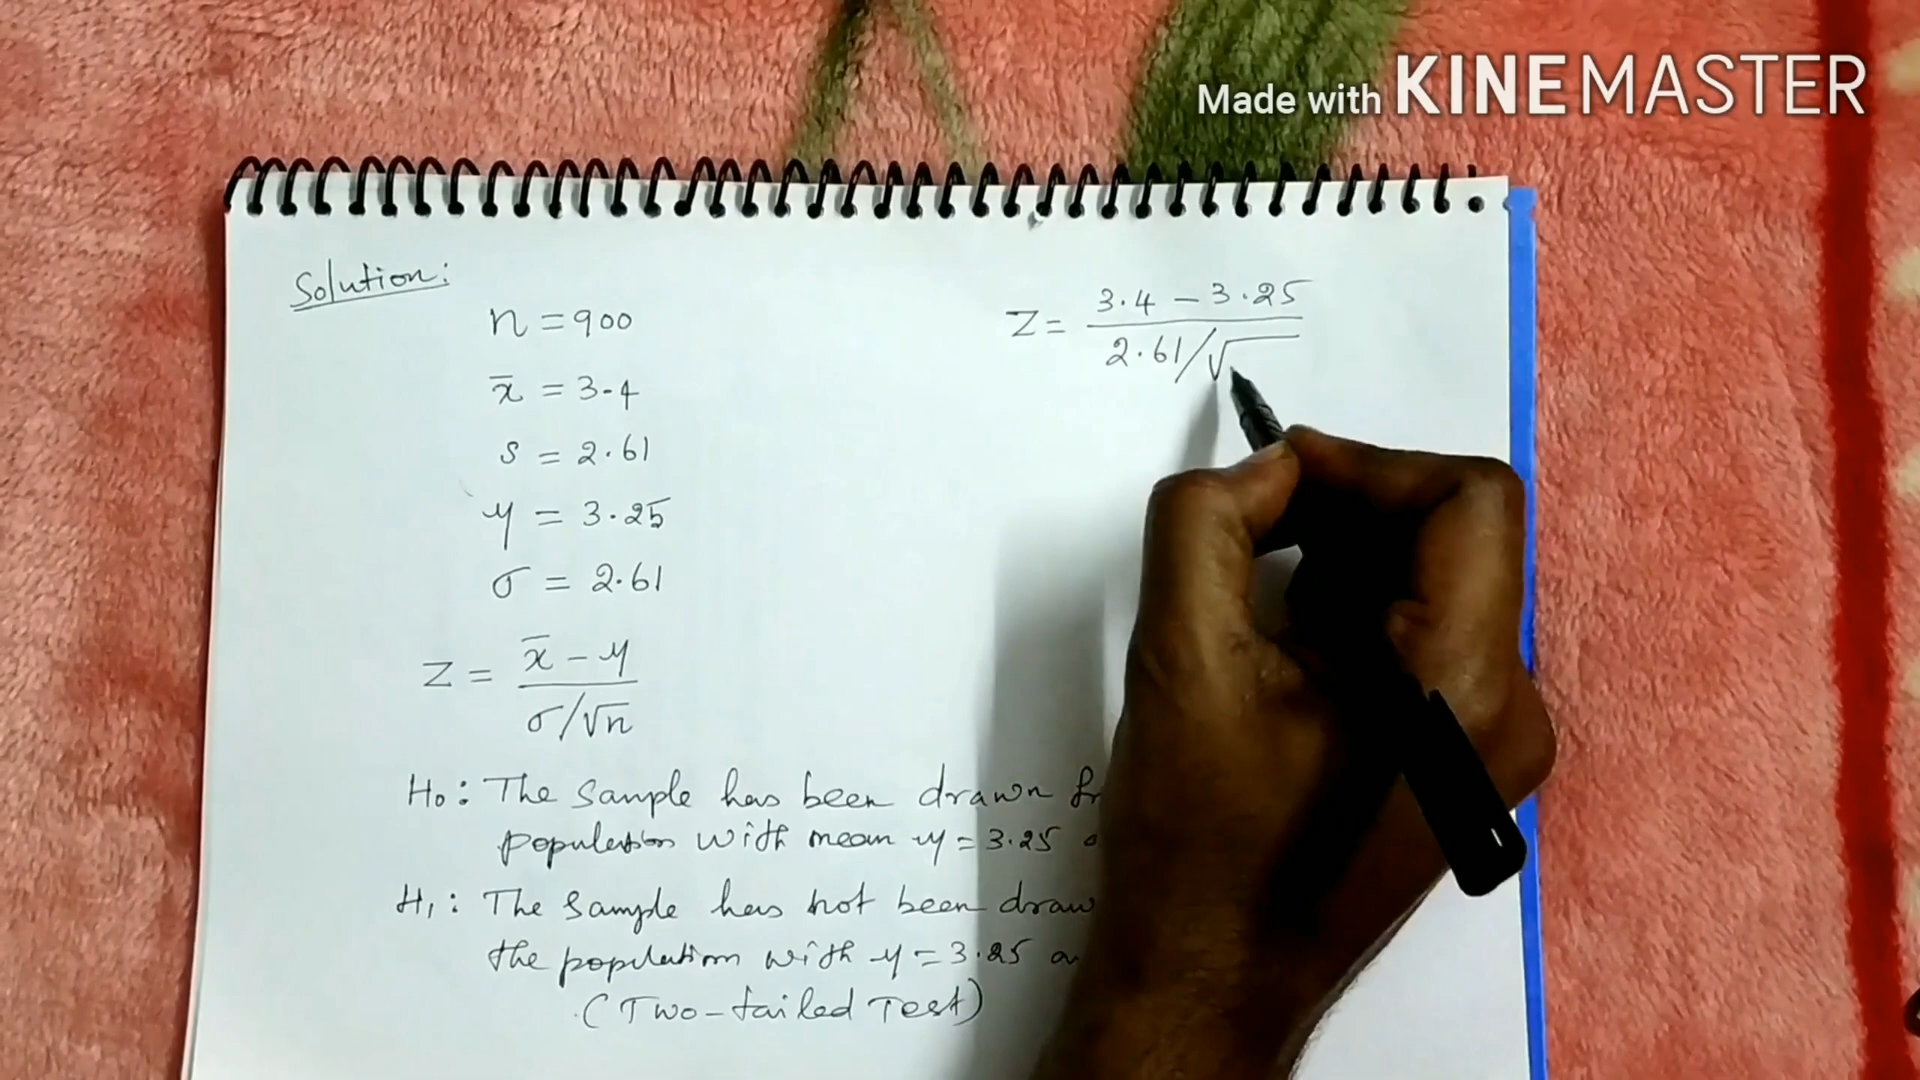 Made with KINEMASTER
Solution:
n = 900
x̄ = 3.4
s = 2.61
μ = 3.25
σ = 2.61
Z = x̄ - μ / σ/√n
Z = 3.4 - 3.25 / 2.61/√
H₀: The sample has been drawn
population with mean μ = 3.25
H₁: The sample has not been
the population with μ = 3.25
(Two-tailed Test)